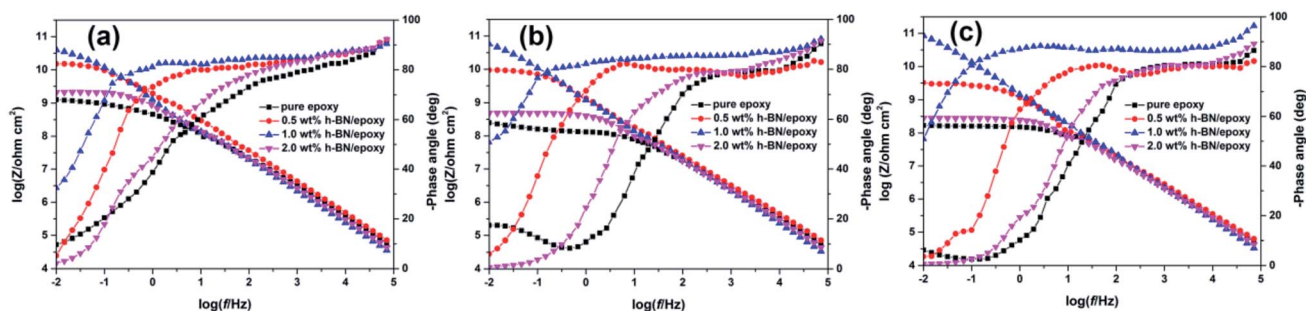 (a)
11
10
9
8
7
6
5
4
log(Z/ohm cm²)
-2
-1
0
1
2
3
4
5
log(f/Hz)
100
80
60
40
20
0
-Phase angle (deg)
pure epoxy
0.5 wt% h-BN/epoxy
1.0 wt% h-BN/epoxy
2.0 wt% h-BN/epoxy
(b)
11
10
9
8
7
6
5
4
log(Z/ohm cm²)
-2
-1
0
1
2
3
4
5
log(f/Hz)
100
80
60
40
20
0
-Phase angle (deg)
pure epoxy
0.5 wt% h-BN/epoxy
1.0 wt% h-BN/epoxy
2.0 wt% h-BN/epoxy
(c)
11
10
9
8
7
6
5
4
log (Z/ohm cm²)
-2
-1
0
1
2
3
4
5
log(f/Hz)
100
80
60
40
20
0
-Phase angle (deg)
pure epoxy
0.5 wt% h-BN/epoxy
1.0 wt% h-BN/epoxy
2.0 wt% h-BN/epoxy